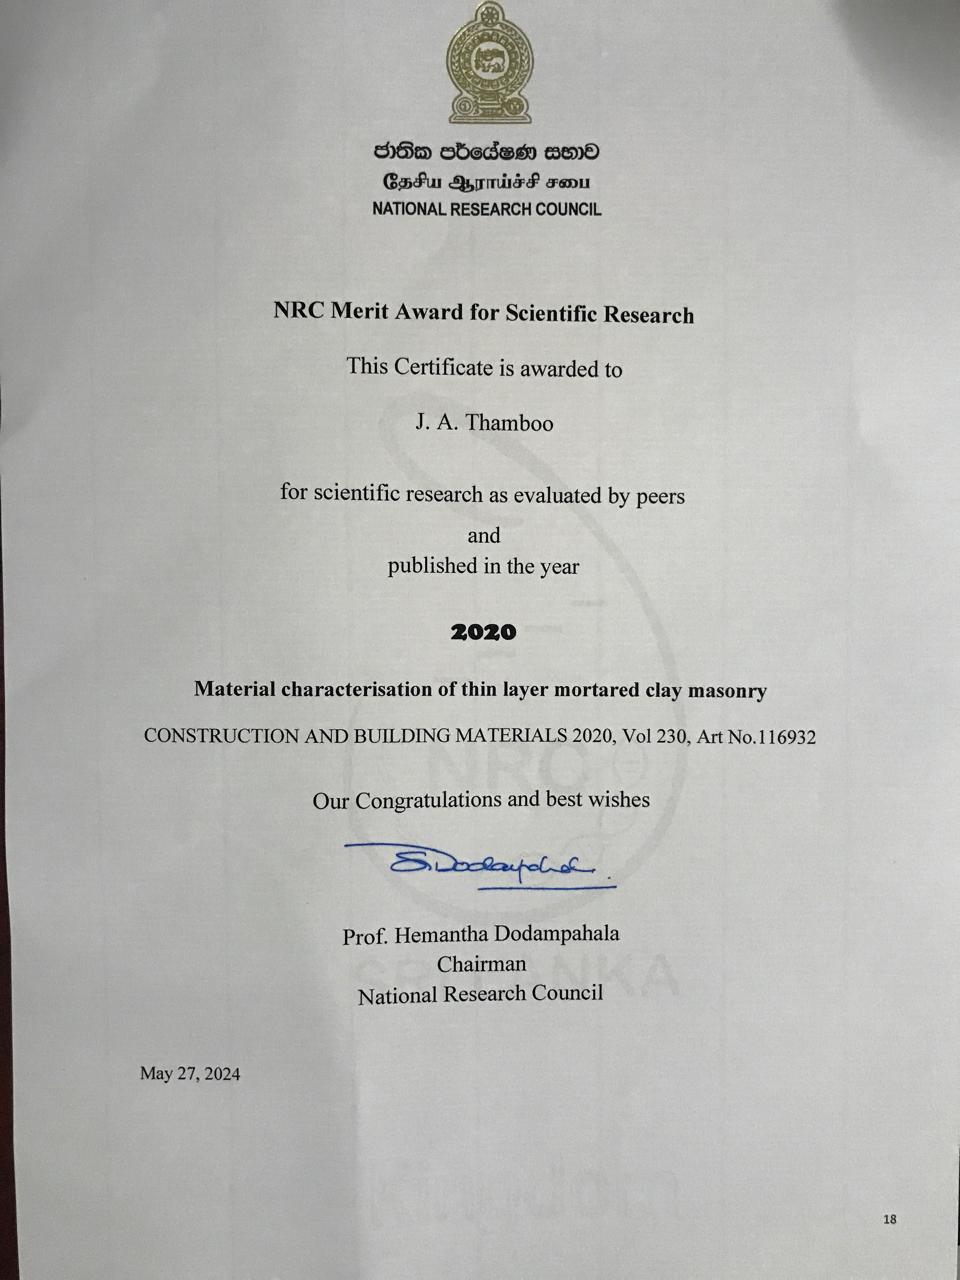 ජාතික පර්යේෂණ සභාව
தேசிய ஆராய்ச்சி சபை
NATIONAL RESEARCH COUNCIL
NRC Merit Award for Scientific Research
This Certificate is awarded to
J. A. Thamboo
for scientific research as evaluated by peers
and
published in the year
2020
Material characterisation of thin layer mortared clay masonry
CONSTRUCTION AND BUILDING MATERIALS 2020, Vol 230, Art No.116932
NRC
Our Congratulations and best wishes
Prof. Hemantha Dodampahala
Chairman
SRI LANKA
National Research Council
May 27, 2024
18